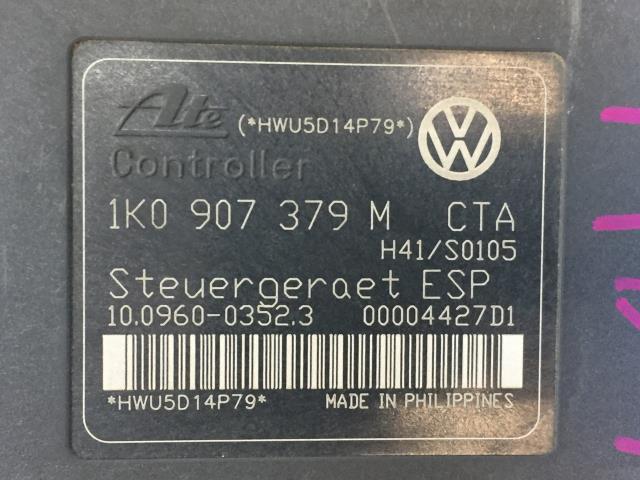 Ate (*HWU5D14P79*)
Controller
1K0 907 379 M CTA
H41/S0105
Steuergeraet ESP
10.0960-0352.3 00004427D1
*HWU5D14P79* MADE IN PHILIPPINES